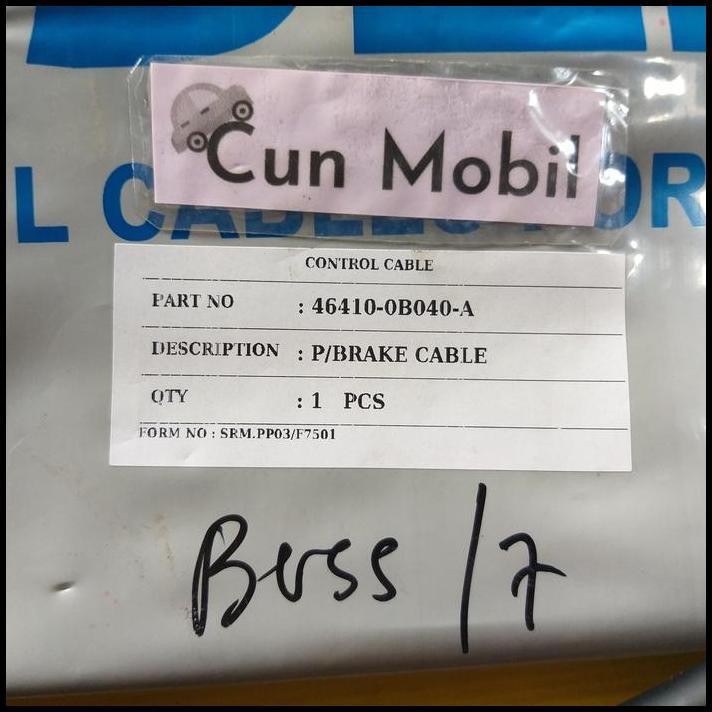 Cun Mobil
CONTROL CABLE
PART NO : 46410-0B040-A
DESCRIPTION : P/BRAKE CABLE
QTY : 1 PCS
FORM NO : SRM.PP03/F7501
/7